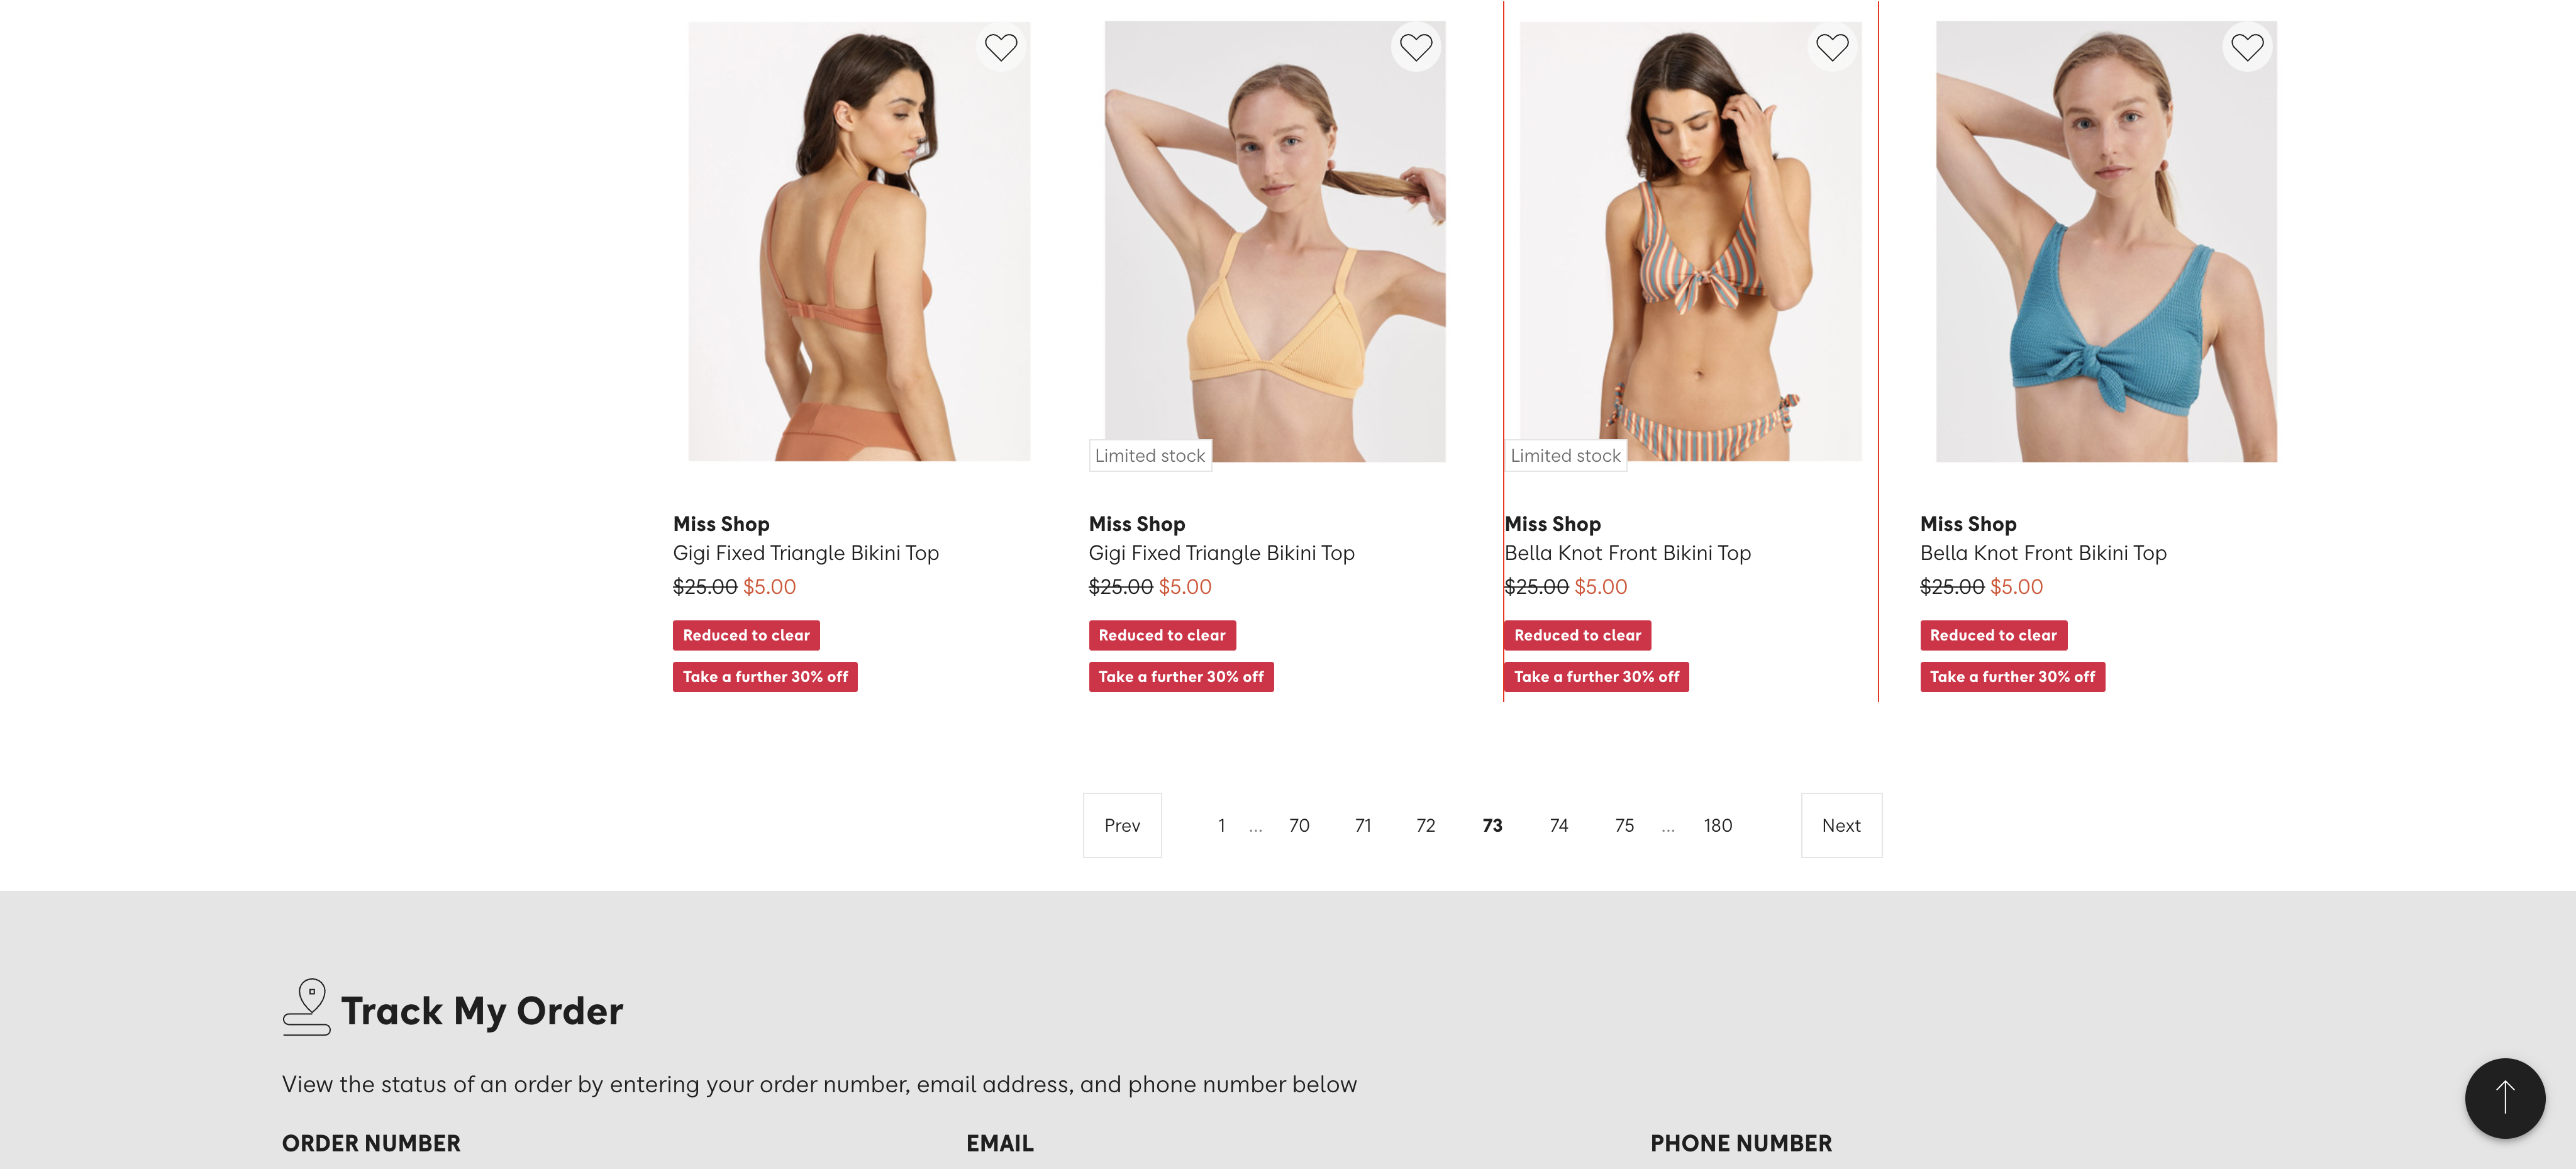 Limited stock
Limited stock
Miss Shop
Gigi Fixed Triangle Bikini Top
$25.00 $5.00
Reduced to clear
Take a further 30% off
Miss Shop
Gigi Fixed Triangle Bikini Top
$25.00 $5.00
Reduced to clear
Take a further 30% off
Miss Shop
Bella Knot Front Bikini Top
$25.00 $5.00
Reduced to clear
Take a further 30% off
Miss Shop
Bella Knot Front Bikini Top
$25.00 $5.00
Reduced to clear
Take a further 30% off
Prev 1 ... 70 71 72 73 74 75 ... 180 Next
Track My Order
View the status of an order by entering your order number, email address, and phone number below
ORDER NUMBER EMAIL PHONE NUMBER